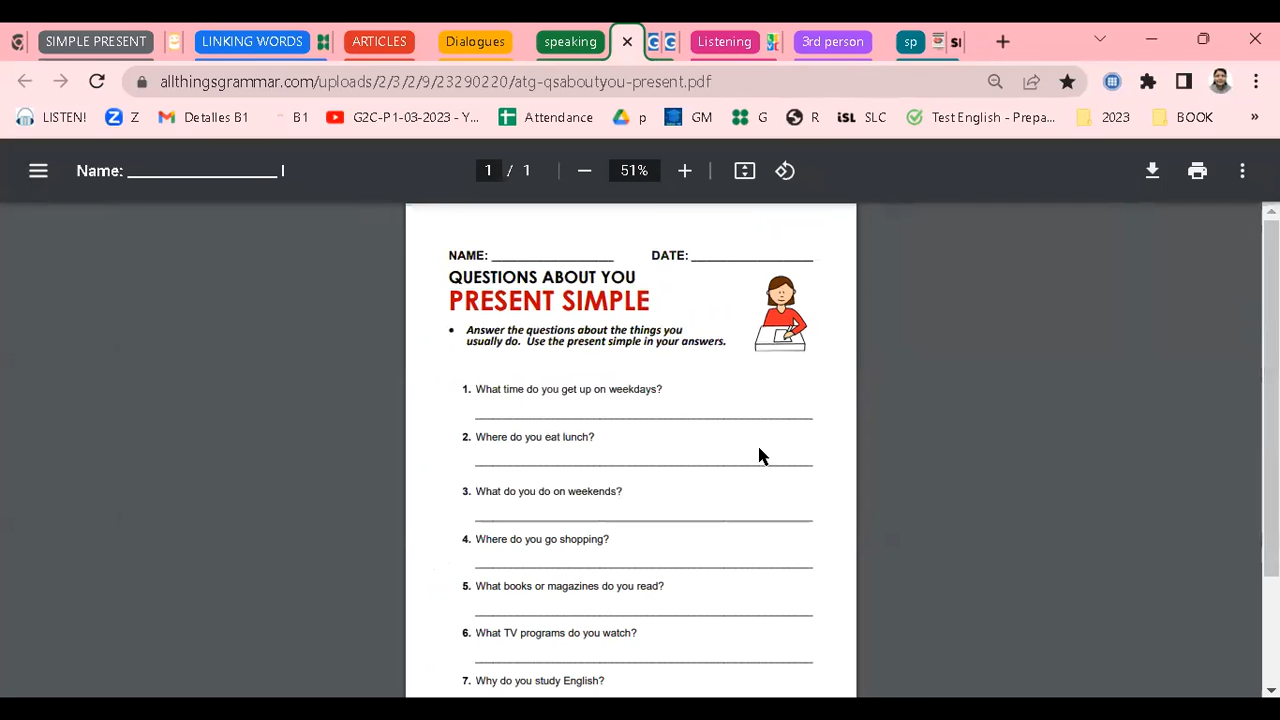 SIMPLE PRESENT LINKING WORDS ARTICLES Dialogues speaking Listening 3rd person sp
allthingsgrammar.com/uploads/2/3/2/9/23290220/atg-qsaboutyou-present.pdf
LISTEN! Z Detalles B1 B1 G2C-P1-03-2023 - Y... Attendance p GM G R iSL SLC Test English - Prepa... 2023 BOOK »
Name: ________________ I 1 / 1 51%
NAME: ________________ DATE: ________________
QUESTIONS ABOUT YOU
PRESENT SIMPLE
• Answer the questions about the things you
usually do. Use the present simple in your answers.
1. What time do you get up on weekdays?
2. Where do you eat lunch?
3. What do you do on weekends?
4. Where do you go shopping?
5. What books or magazines do you read?
6. What TV programs do you watch?
7. Why do you study English?